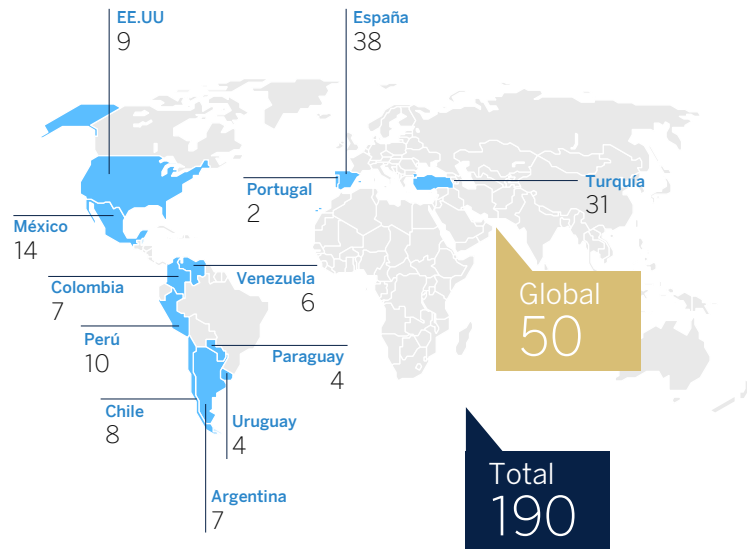 EE.UU
9
España
38
Portugal
2
Turquía
31
México
14
Colombia
7
Venezuela
6
Global
50
Perú
10
Paraguay
4
Chile
8
Uruguay
4
Argentina
7
Total
190